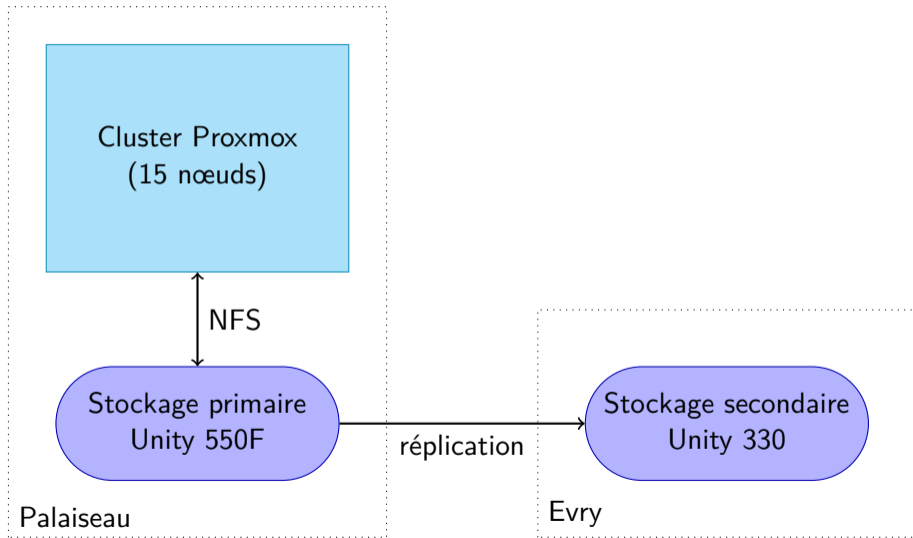 Cluster Proxmox
(15 nœuds)
NFS
Stockage primaire
Unity 550F
réplication
Stockage secondaire
Unity 330
Palaiseau
Evry